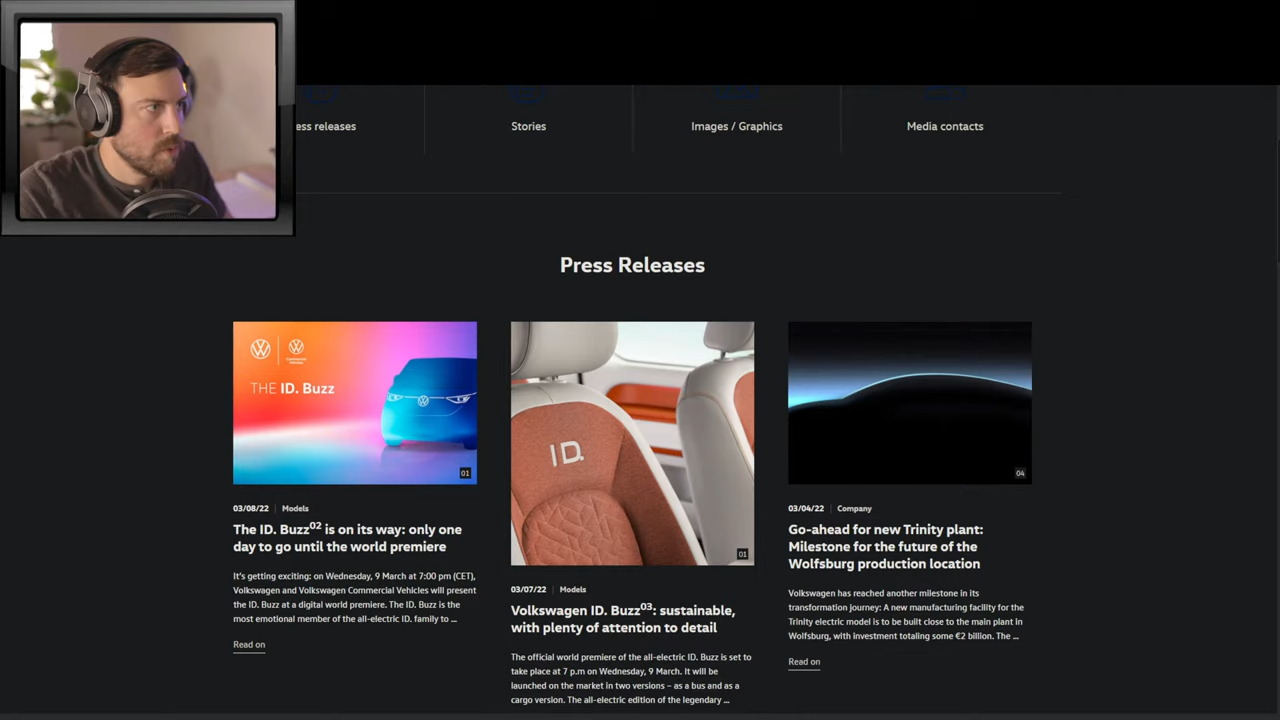 ess releases
Stories
Images / Graphics
Media contacts
Press Releases
THE ID. Buzz
01
03/08/22 | Models
The ID. Buzz02 is on its way: only one
day to go until the world premiere
It's getting exciting: on Wednesday, 9 March at 7:00 pm (CET),
Volkswagen and Volkswagen Commercial Vehicles will present
the ID. Buzz at a digital world premiere. The ID. Buzz is the
most emotional member of the all-electric ID. family to ...
Read on
ID.
01
03/07/22 | Models
Volkswagen ID. Buzz03: sustainable,
with plenty of attention to detail
The official world premiere of the all-electric ID. Buzz is set to
take place at 7 p.m on Wednesday, 9 March. It will be
launched on the market in two versions – as a bus and as a
cargo version. The all-electric edition of the legendary ...
04
03/04/22 | Company
Go-ahead for new Trinity plant:
Milestone for the future of the
Wolfsburg production location
Volkswagen has reached another milestone in its
transformation journey: A new manufacturing facility for the
Trinity electric model is to be built close to the main plant in
Wolfsburg, with investment totaling some €2 billion. The ...
Read on